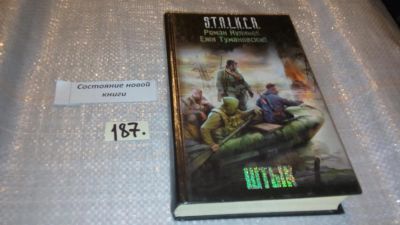 Состояние новой
книги
187.
S.T.A.L.K.E.R.
Роман Куликов
Ежи Тумановский
ШТЫК